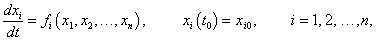 dx_i/dt = f_i(x_1, x_2, ..., x_n), x_i(t_0) = x_{i0}, i = 1, 2, ..., n,